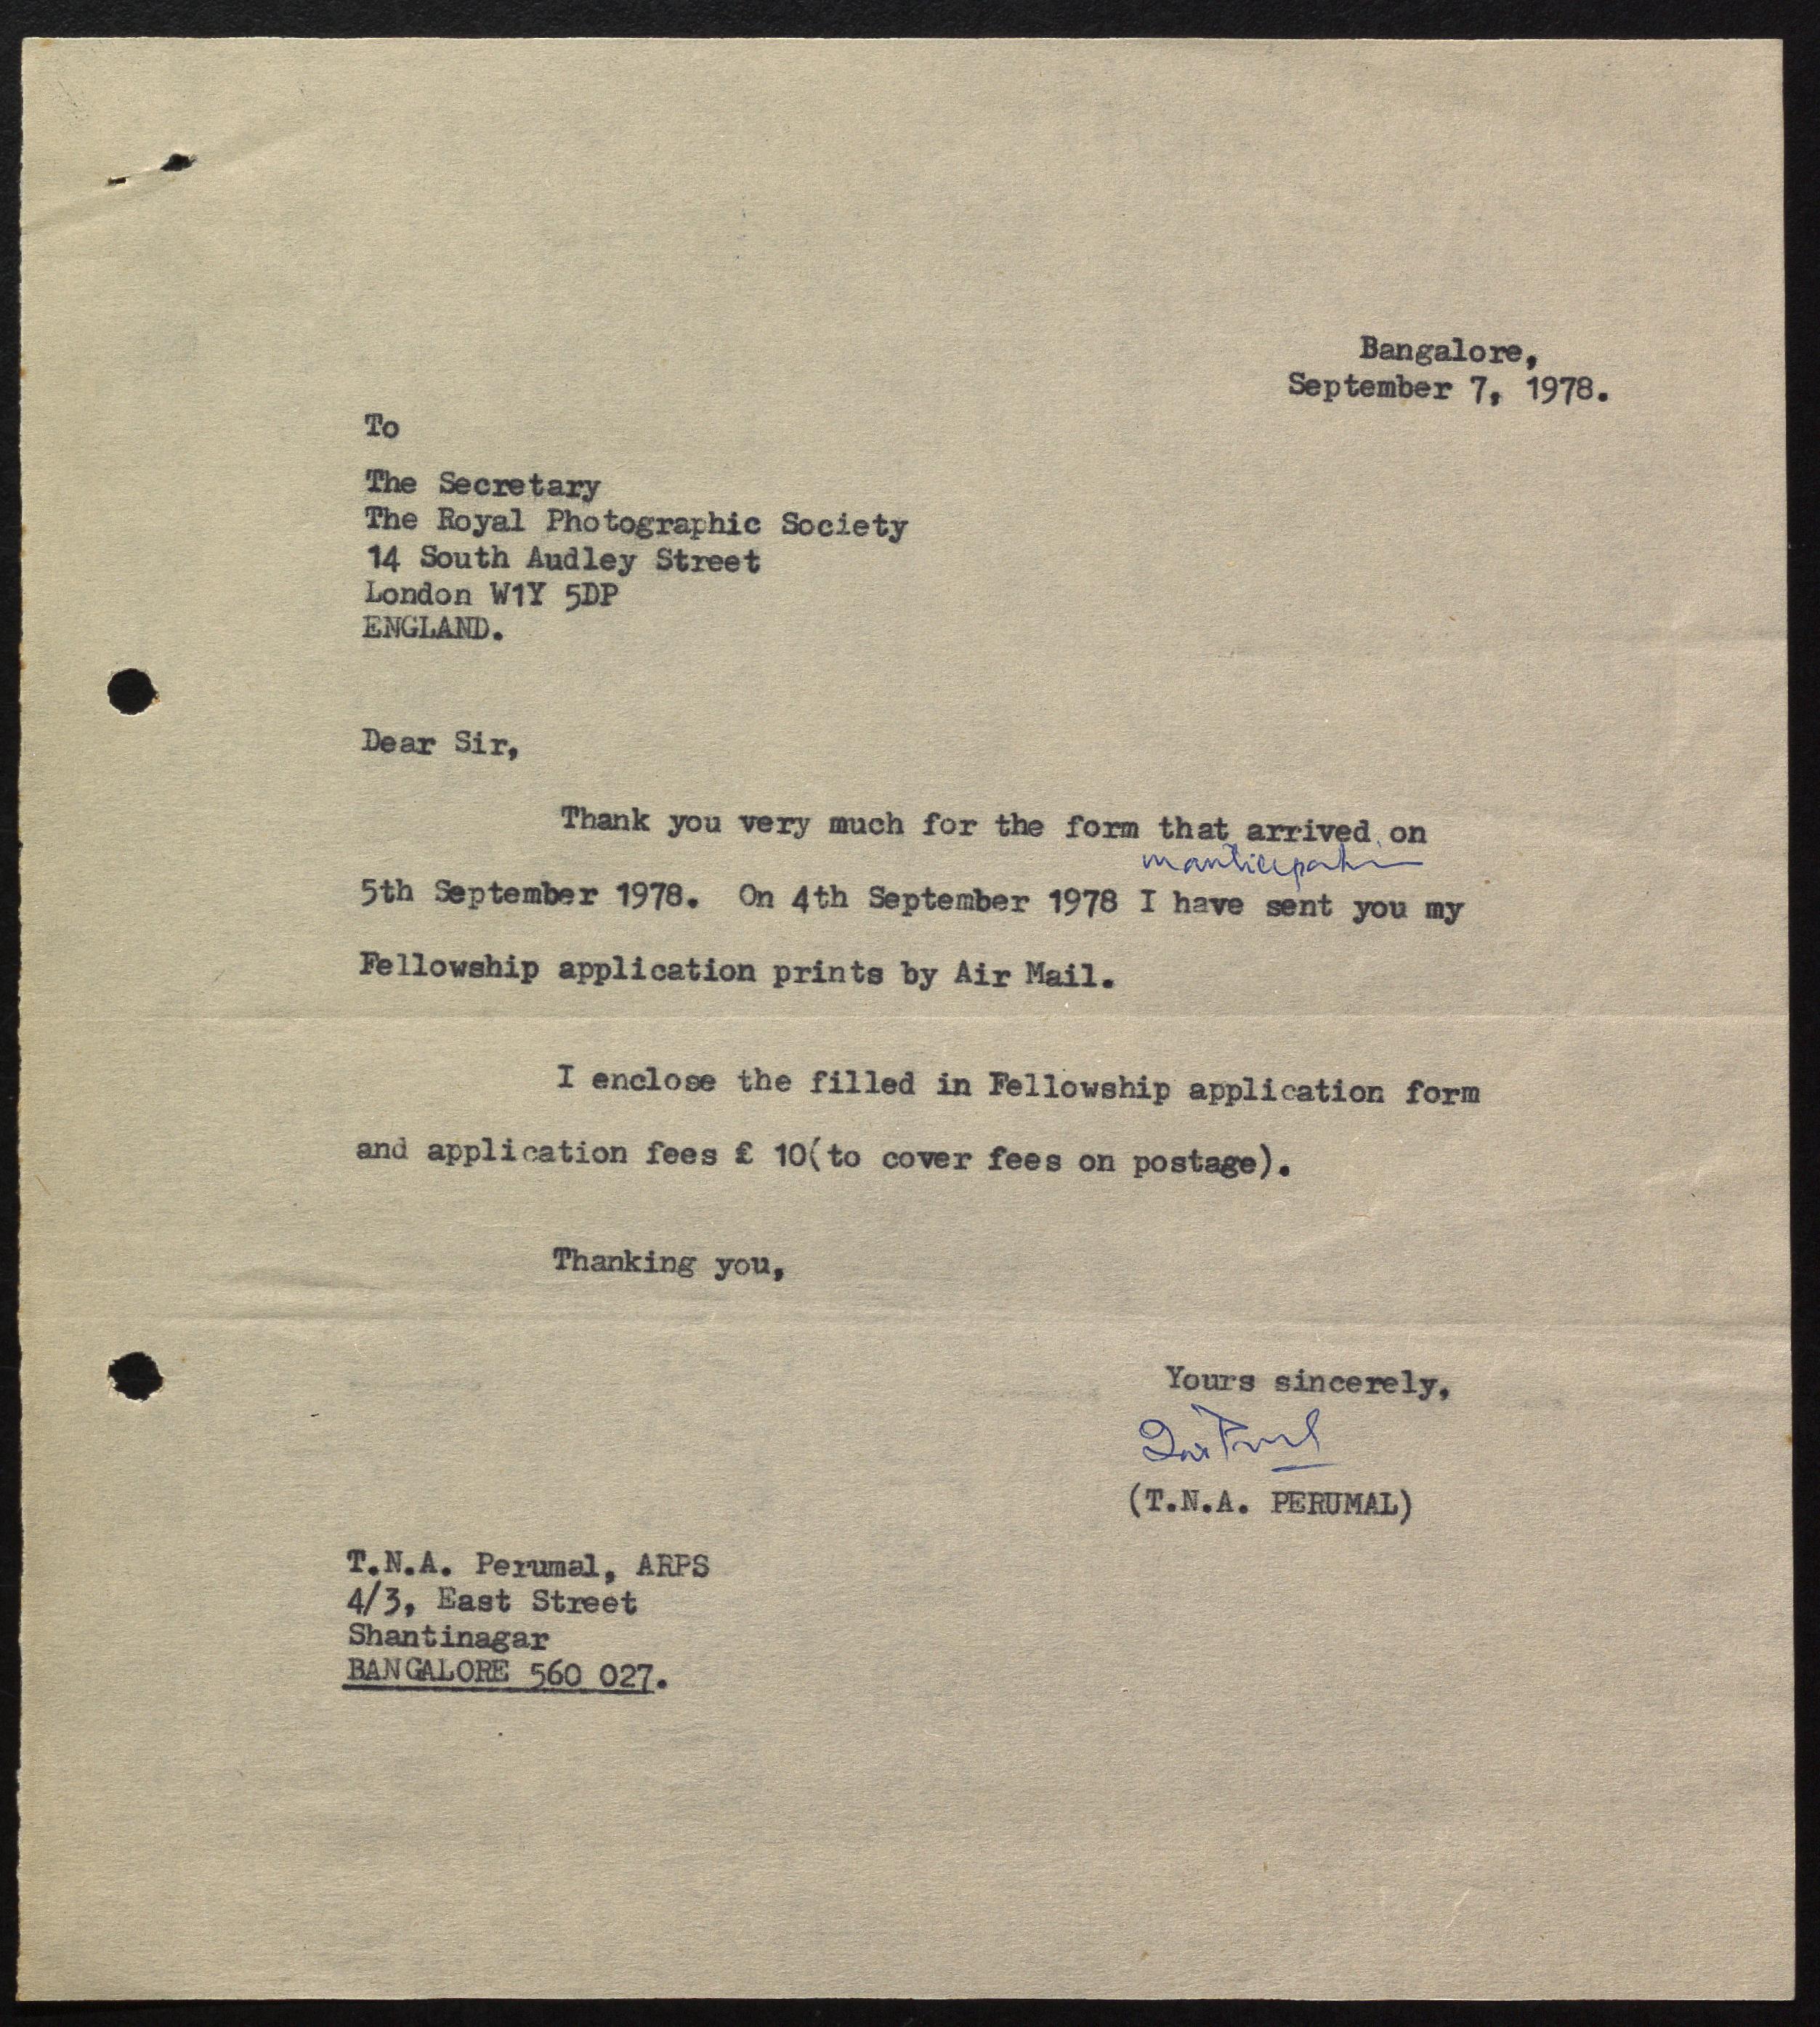 Bangalore,
September 7, 1978.
To
The Secretary
The Royal Photographic Society
14 South Audley Street
London W1Y 5DP
ENGLAND.
Dear Sir,
Thank you very much for the form that arrived on
in anticipation
5th September 1978. On 4th September 1978 I have sent you my
Fellowship application prints by Air Mail.
I enclose the filled in Fellowship application form
and application fees £ 10(to cover fees on postage).
Thanking you,
Yours sincerely,
(T.N.A. PERUMAL)
T.N.A. Perumal, ARPS
4/3, East Street
Shantinagar
BANGALORE 560 027.